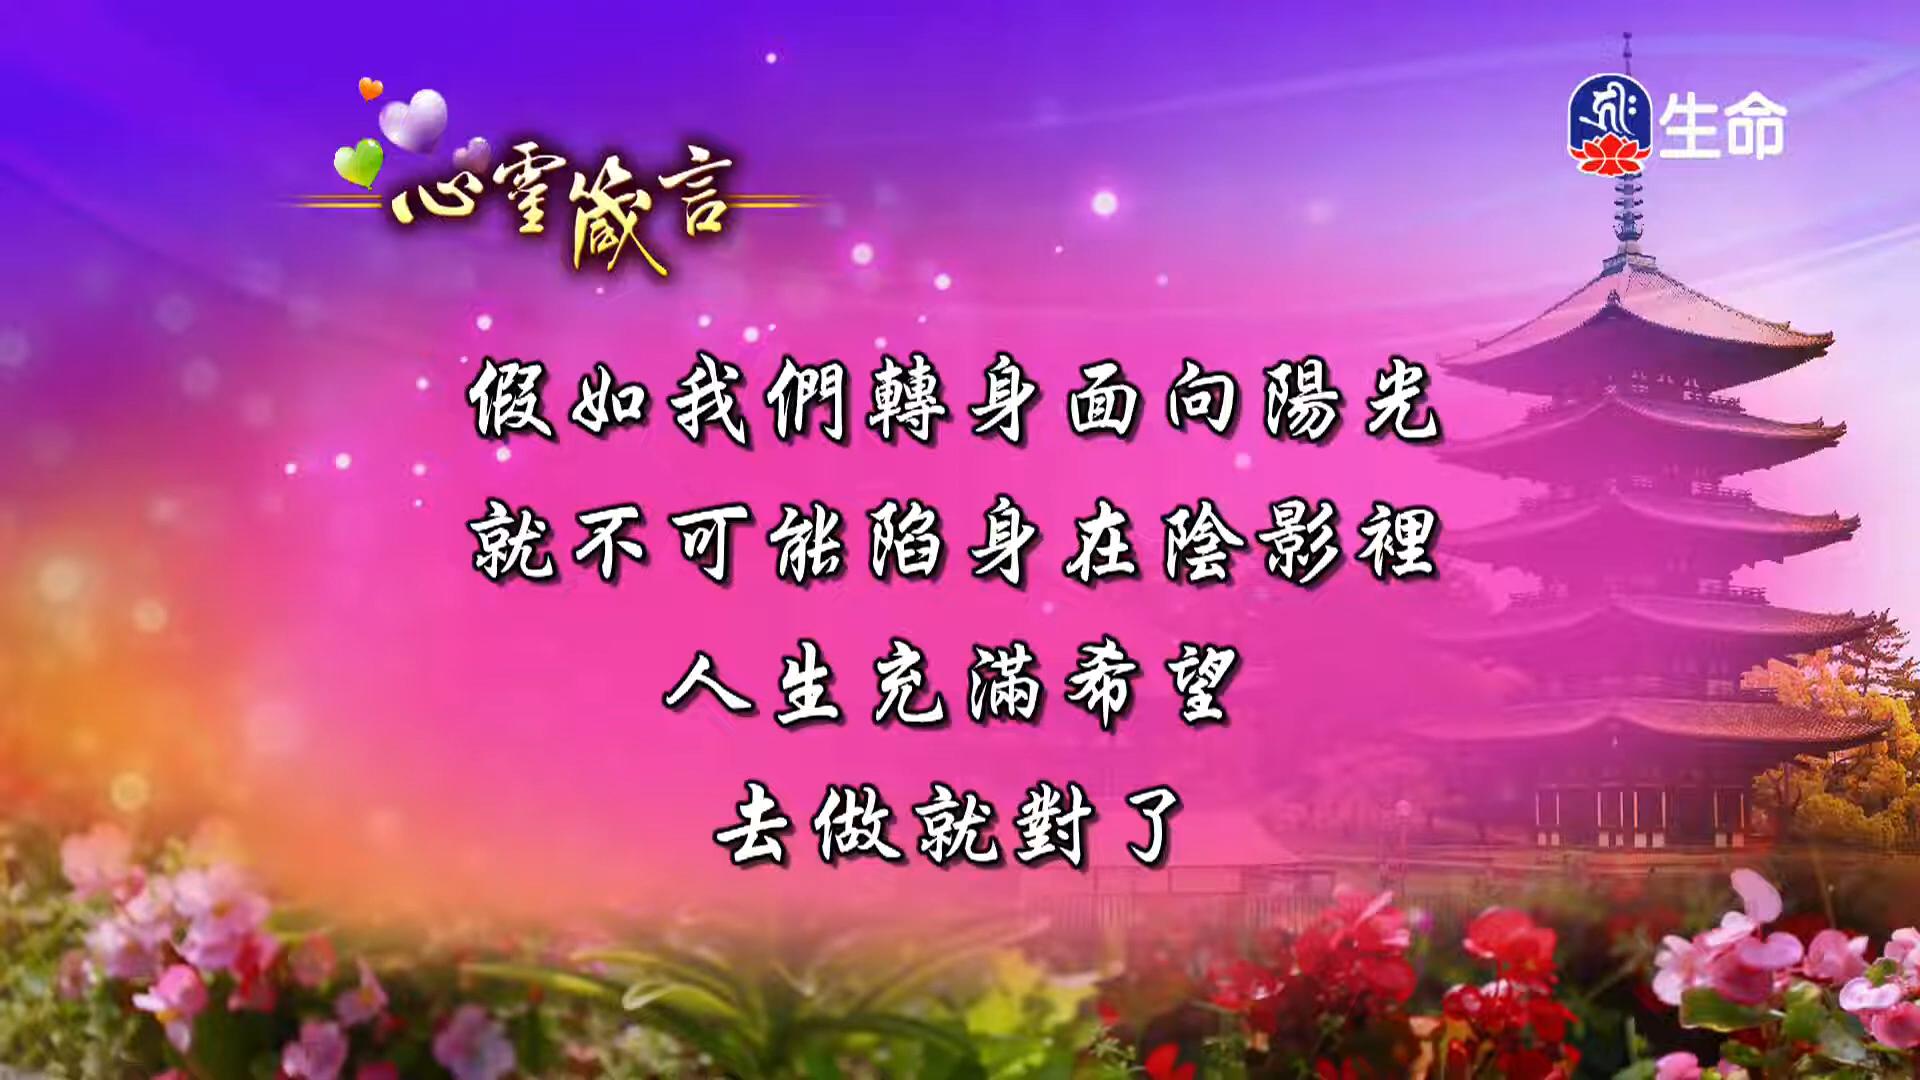 心靈箴言
生命
假如我們轉身面向陽光
就不可能陷身在陰影裡
人生充滿希望
去做就對了